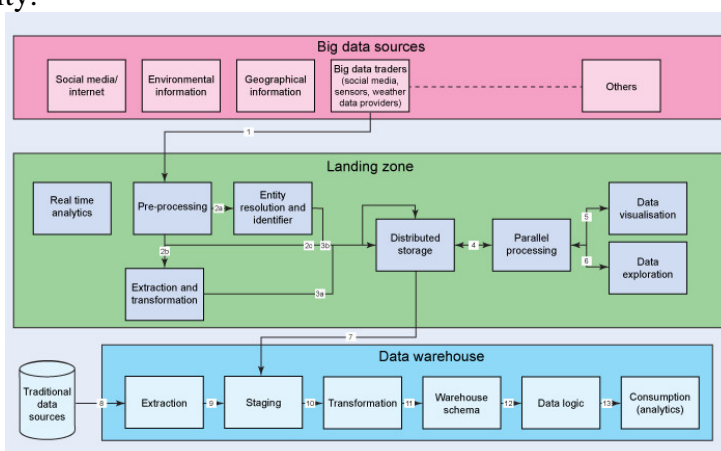 ity.
Big data sources
Social media/
internet
Environmental
information
Geographical
information
Big data traders
(social media,
sensors, weather
data providers)
Others
1
Landing zone
Real time
analytics
Pre-processing
2a
Entity
resolution and
identifier
2b
2c
3b
Distributed
storage
4
Parallel
processing
5
Data
visualisation
6
Data
exploration
Extraction and
transformation
3a
7
Data warehouse
Traditional
data
sources
8
Extraction
9
Staging
10
Transformation
11
Warehouse
schema
12
Data logic
13
Consumption
(analytics)